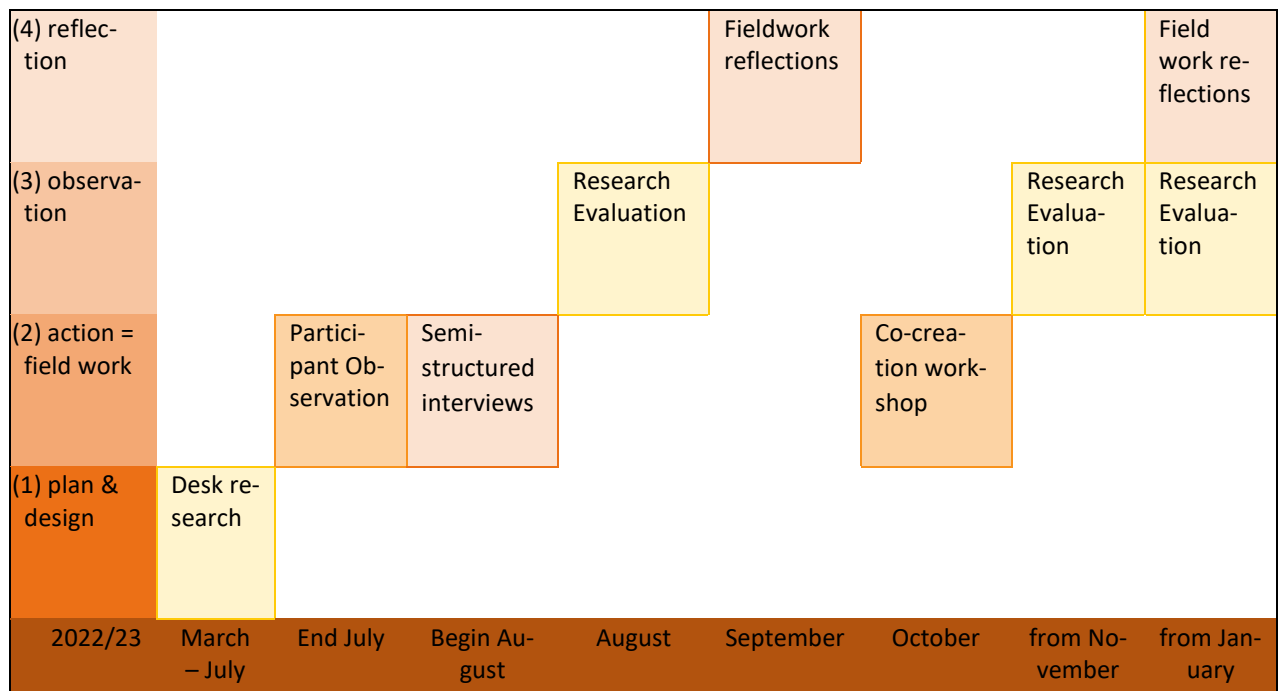 (4) reflec-
tion
Fieldwork
reflections
Field
work re-
flections
(3) observa-
tion
Research
Evaluation
Research
Evalua-
tion
Research
Evalua-
tion
(2) action =
field work
Partici-
pant Ob-
servation
Semi-
structured
interviews
Co-crea-
tion work-
shop
(1) plan &
design
Desk re-
search
2022/23
March
– July
End July
Begin Au-
gust
August
September
October
from No-
vember
from Jan-
uary